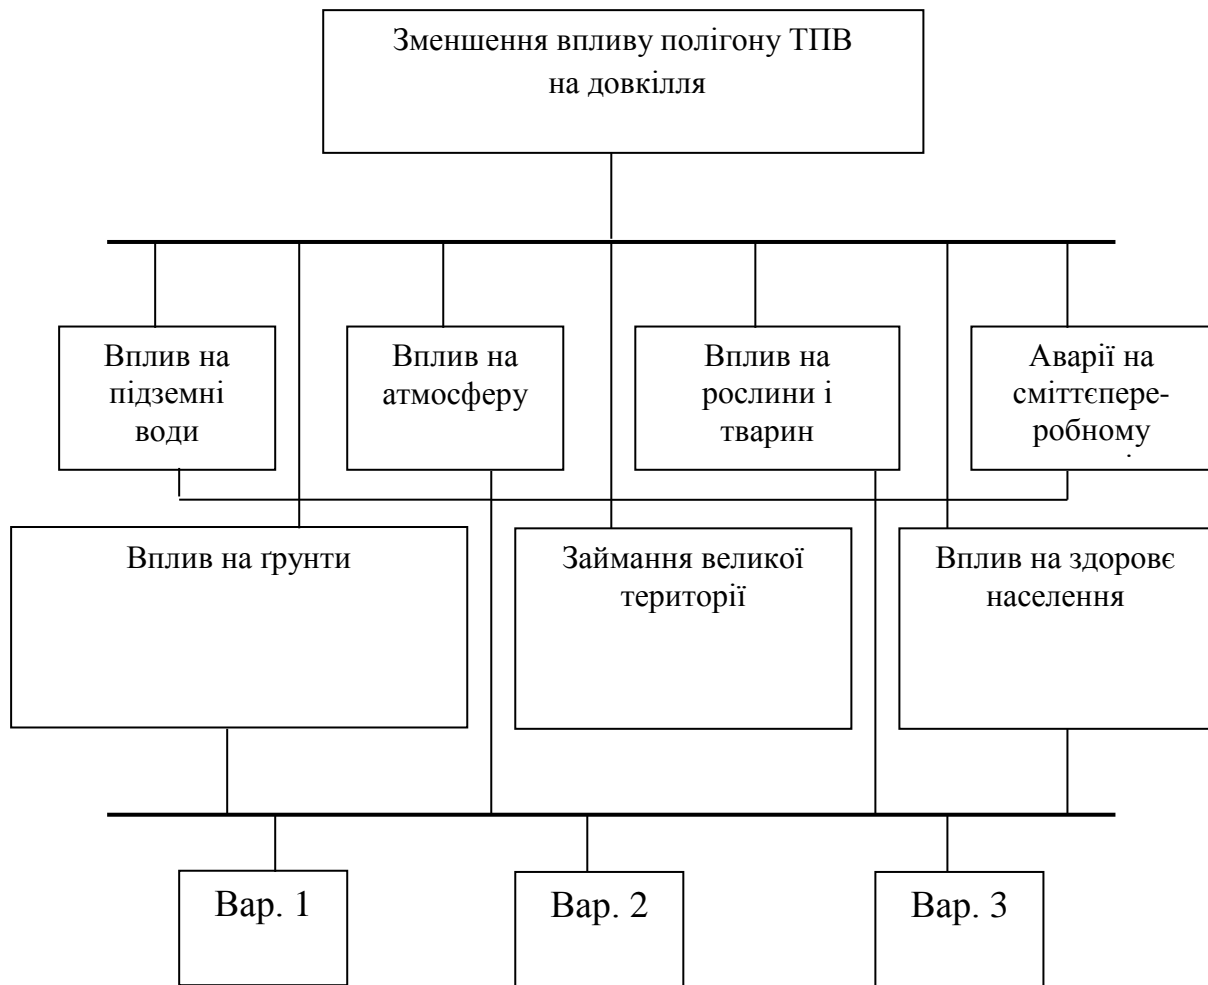 Зменшення впливу полігону ТПВ
на довкілля
Вплив на
підземні
води
Вплив на
атмосферу
Вплив на
рослини і
тварин
Аварії на
сміттєпере-
робному
Вплив на ґрунти
Займання великої
території
Вплив на здоровє
населення
Вар. 1
Вар. 2
Вар. 3